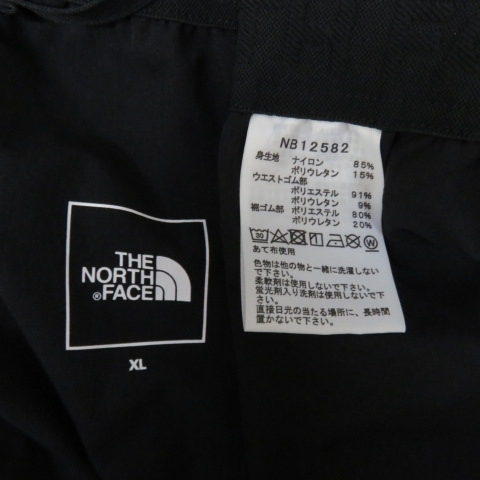 THE
NORTH
®FACE
XL
NB12582
身生地 ナイロン 85%
ポリウレタン 15%
ウエストゴム部
ポリエステル 91%
ポリウレタン 9%
裾ゴム部 ポリエステル 80%
ポリウレタン 20%
30 W
あて布使用
色物は他の物と一緒に洗濯しない
で下さい。
柔軟剤は使用しないで下さい。
蛍光剤入り洗剤は使用しないで
下さい。
直接日光の当たる場所に、長時間
置かないで下さい。